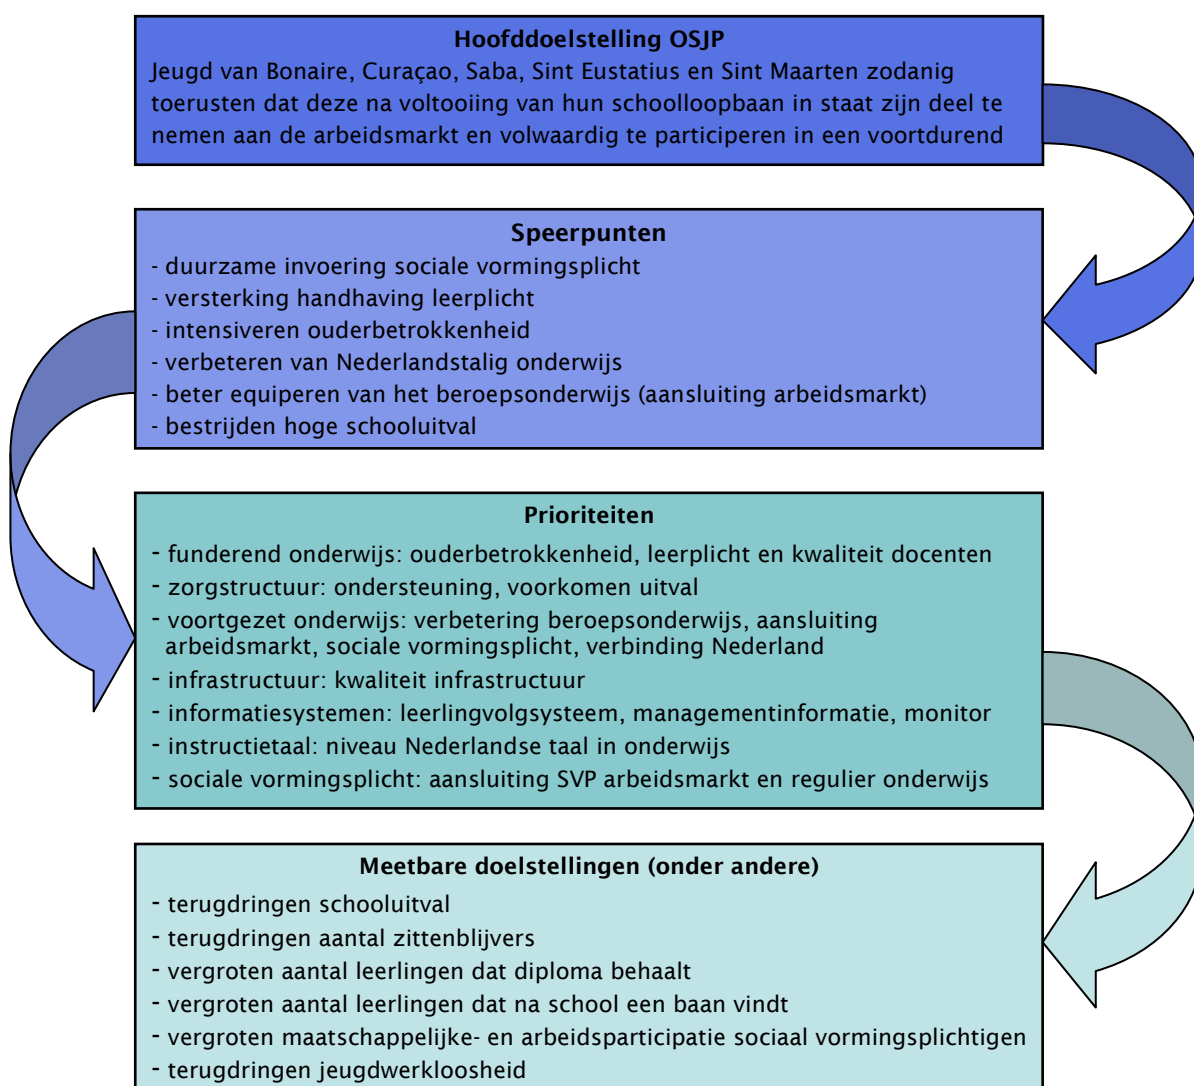 Hoofddoelstelling OSJP
Jeugd van Bonaire, Curaçao, Saba, Sint Eustatius en Sint Maarten zodanig
toerusten dat deze na voltooiing van hun schoolloopbaan in staat zijn deel te
nemen aan de arbeidsmarkt en volwaardig te participeren in een voortdurend
Speerpunten
- duurzame invoering sociale vormingsplicht
- versterking handhaving leerplicht
- intensiveren ouderbetrokkenheid
- verbeteren van Nederlandstalig onderwijs
- beter equiperen van het beroepsonderwijs (aansluiting arbeidsmarkt)
- bestrijden hoge schooluitval
Prioriteiten
- funderend onderwijs: ouderbetrokkenheid, leerplicht en kwaliteit docenten
- zorgstructuur: ondersteuning, voorkomen uitval
- voortgezet onderwijs: verbetering beroepsonderwijs, aansluiting
arbeidsmarkt, sociale vormingsplicht, verbinding Nederland
- infrastructuur: kwaliteit infrastructuur
- informatiesystemen: leerlingvolgsysteem, managementinformatie, monitor
- instructietaal: niveau Nederlandse taal in onderwijs
- sociale vormingsplicht: aansluiting SVP arbeidsmarkt en regulier onderwijs
Meetbare doelstellingen (onder andere)
- terugdringen schooluitval
- terugdringen aantal zittenblijvers
- vergroten aantal leerlingen dat diploma behaalt
- vergroten aantal leerlingen dat na school een baan vindt
- vergroten maatschappelijke- en arbeidsparticipatie sociaal vormingsplichtigen
- terugdringen jeugdwerkloosheid